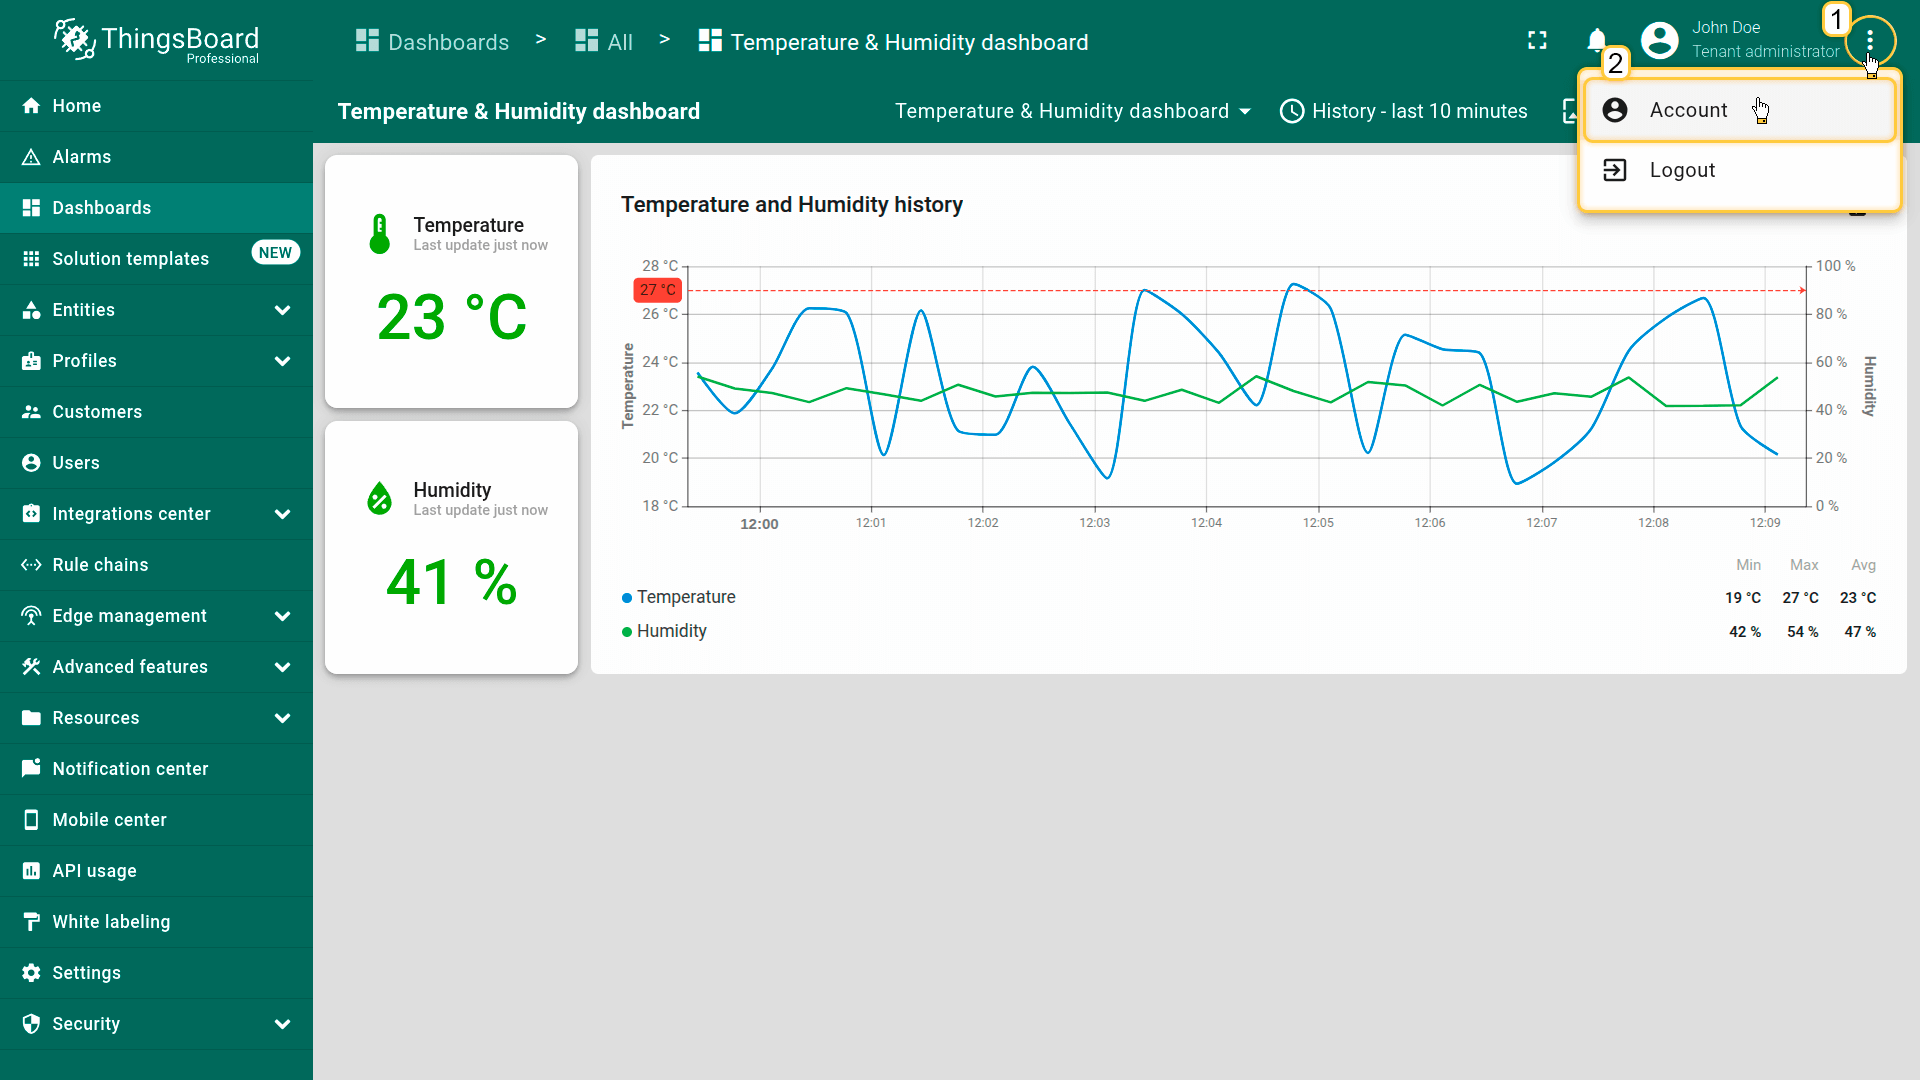 ThingsBoard
Professional
Dashboards > All > Temperature & Humidity dashboard
John Doe
Tenant administrator
1
2
Account
Logout
Home
Alarms
Dashboards
Solution templates NEW
Entities
Profiles
Customers
Users
Integrations center
Rule chains
Edge management
Advanced features
Resources
Notification center
Mobile center
API usage
White labeling
Settings
Security
Temperature & Humidity dashboard
Temperature & Humidity dashboard
History - last 10 minutes
Temperature
Last update just now
23 °C
Humidity
Last update just now
41 %
Temperature and Humidity history
Temperature
28 °C
27 °C
26 °C
24 °C
22 °C
20 °C
18 °C
100 %
80 %
60 %
40 %
20 %
0 %
Humidity
12:00 12:01 12:02 12:03 12:04 12:05 12:06 12:07 12:08 12:09
Min Max Avg
Temperature 19 °C 27 °C 23 °C
Humidity 42 % 54 % 47 %